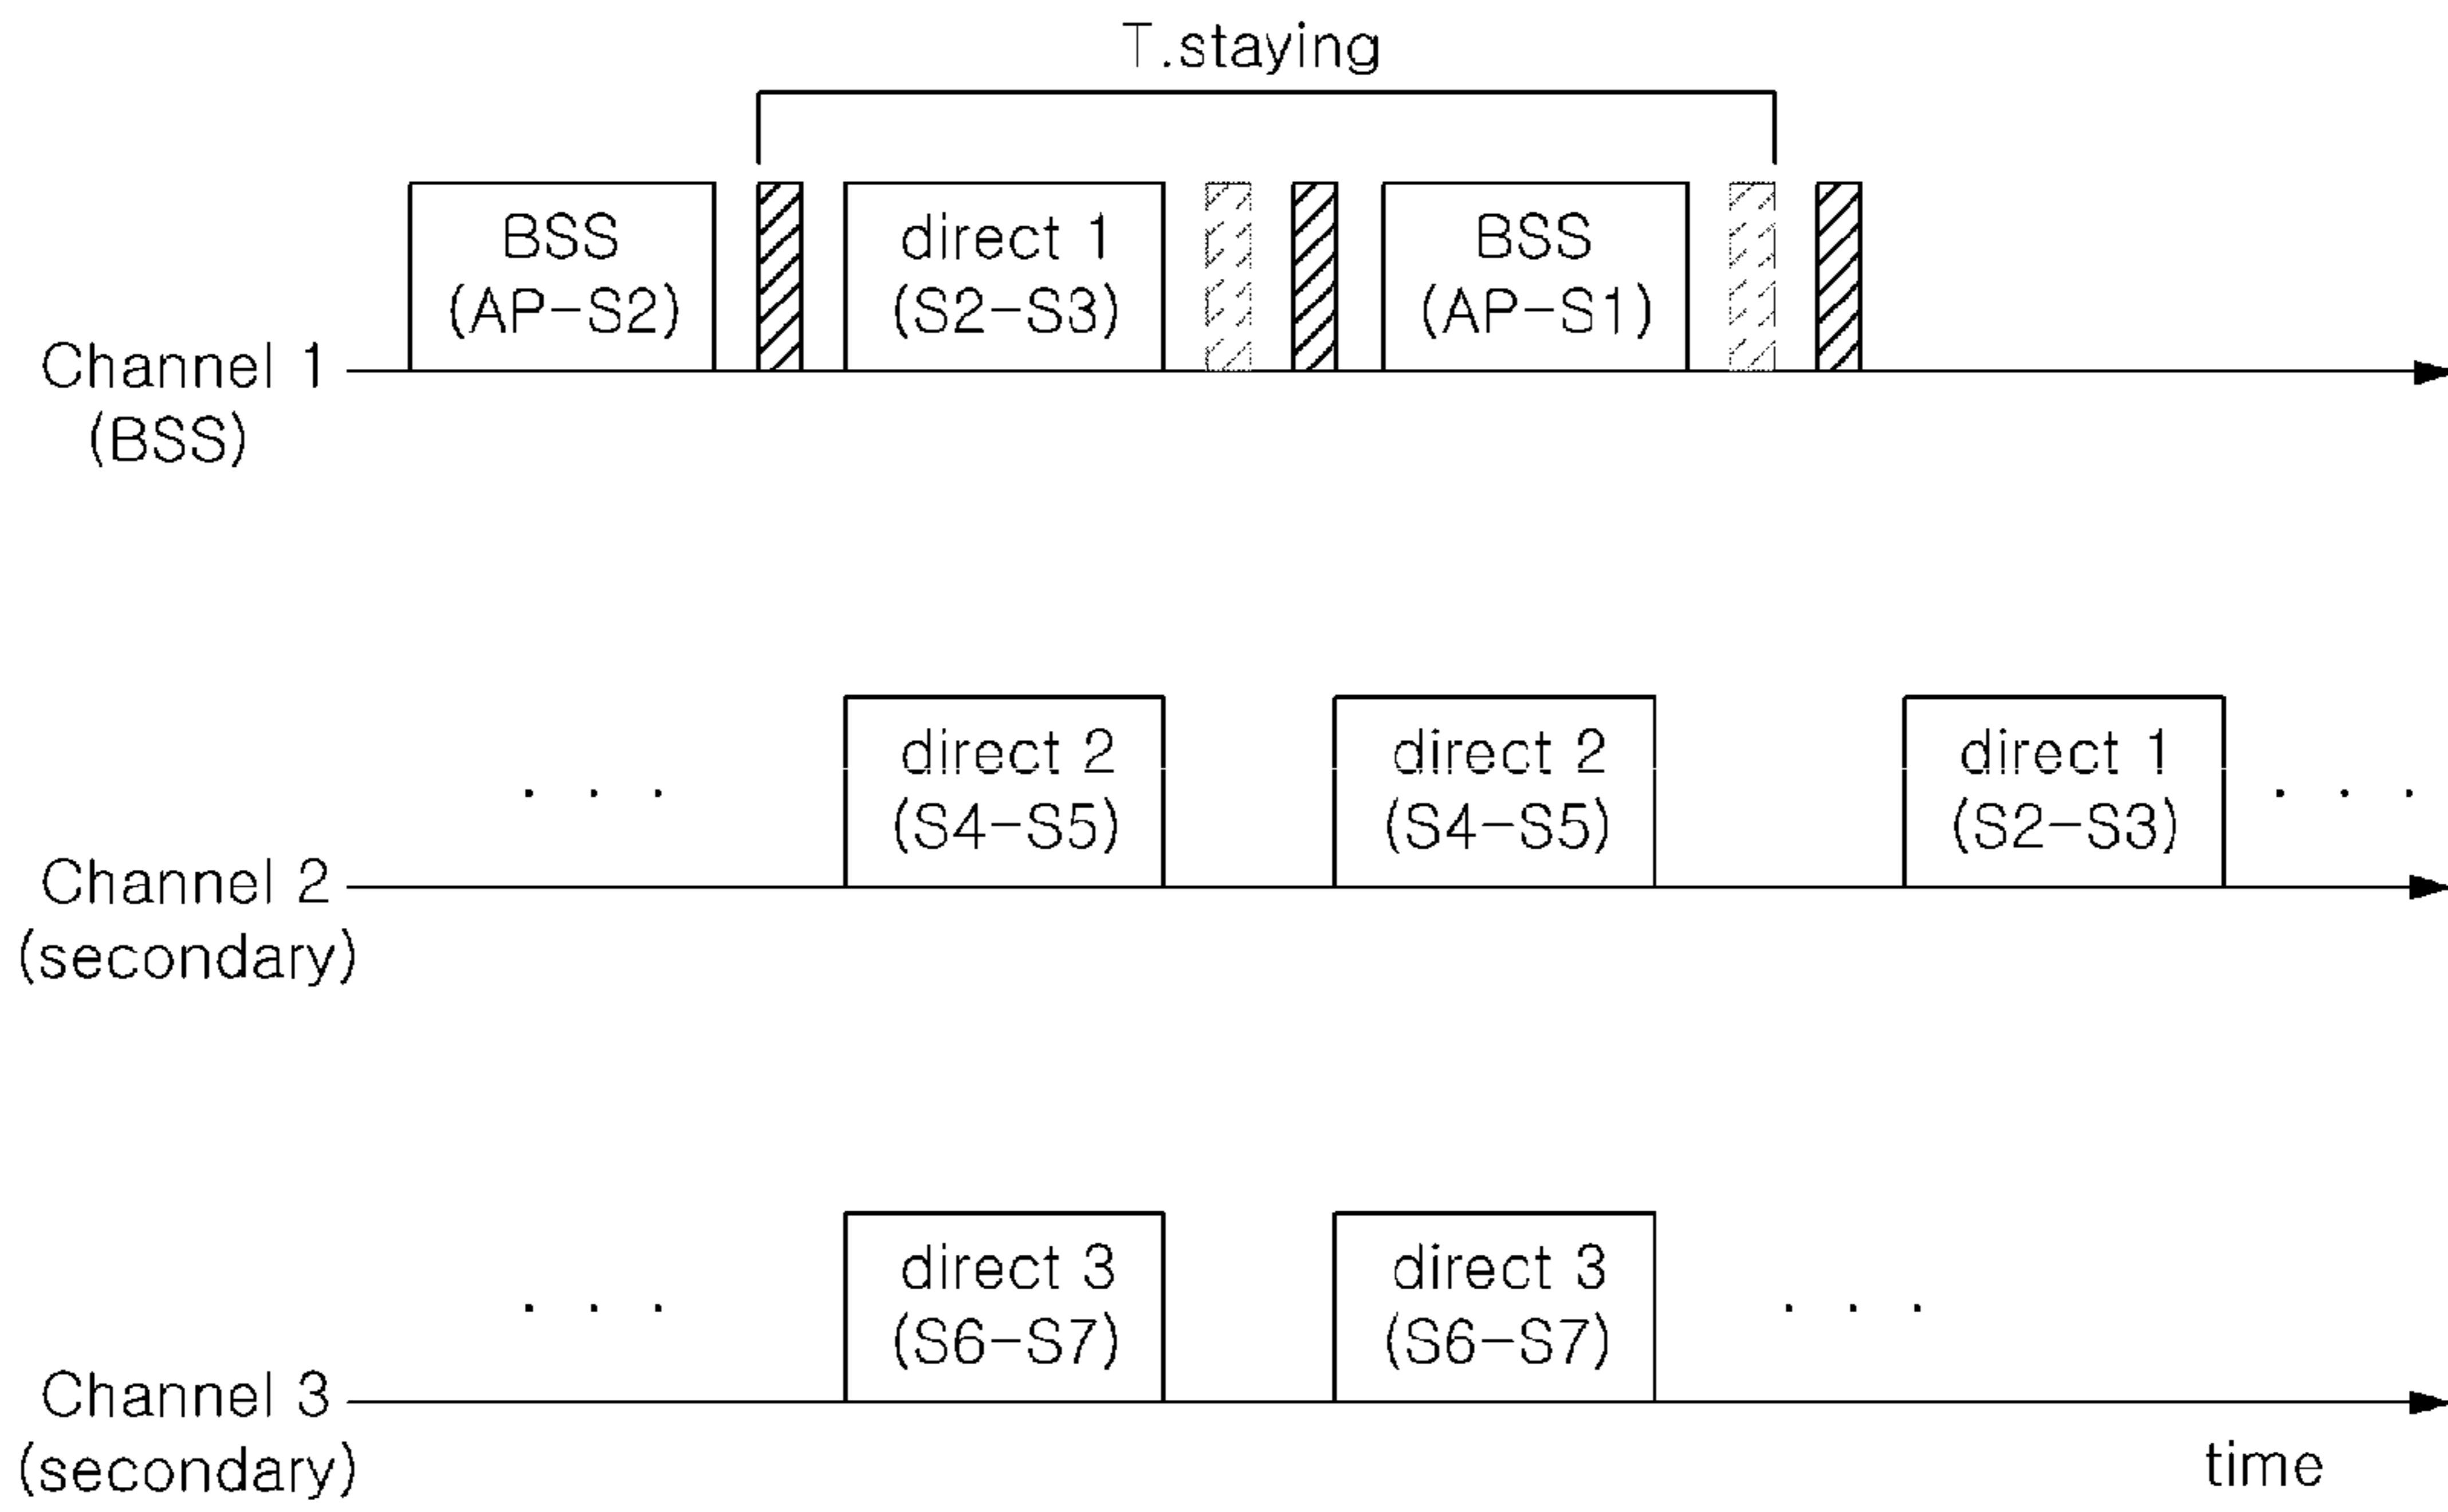 T.staying
BSS
(AP-S2)
direct 1
(S2-S3)
BSS
(AP-S1)
Channel 1
(BSS)
direct 2
(S4-S5)
direct 2
(S4-S5)
direct 1
(S2-S3)
. . .
. . .
Channel 2
(secondary)
direct 3
(S6-S7)
direct 3
(S6-S7)
. . .
. . .
Channel 3
(secondary)
time